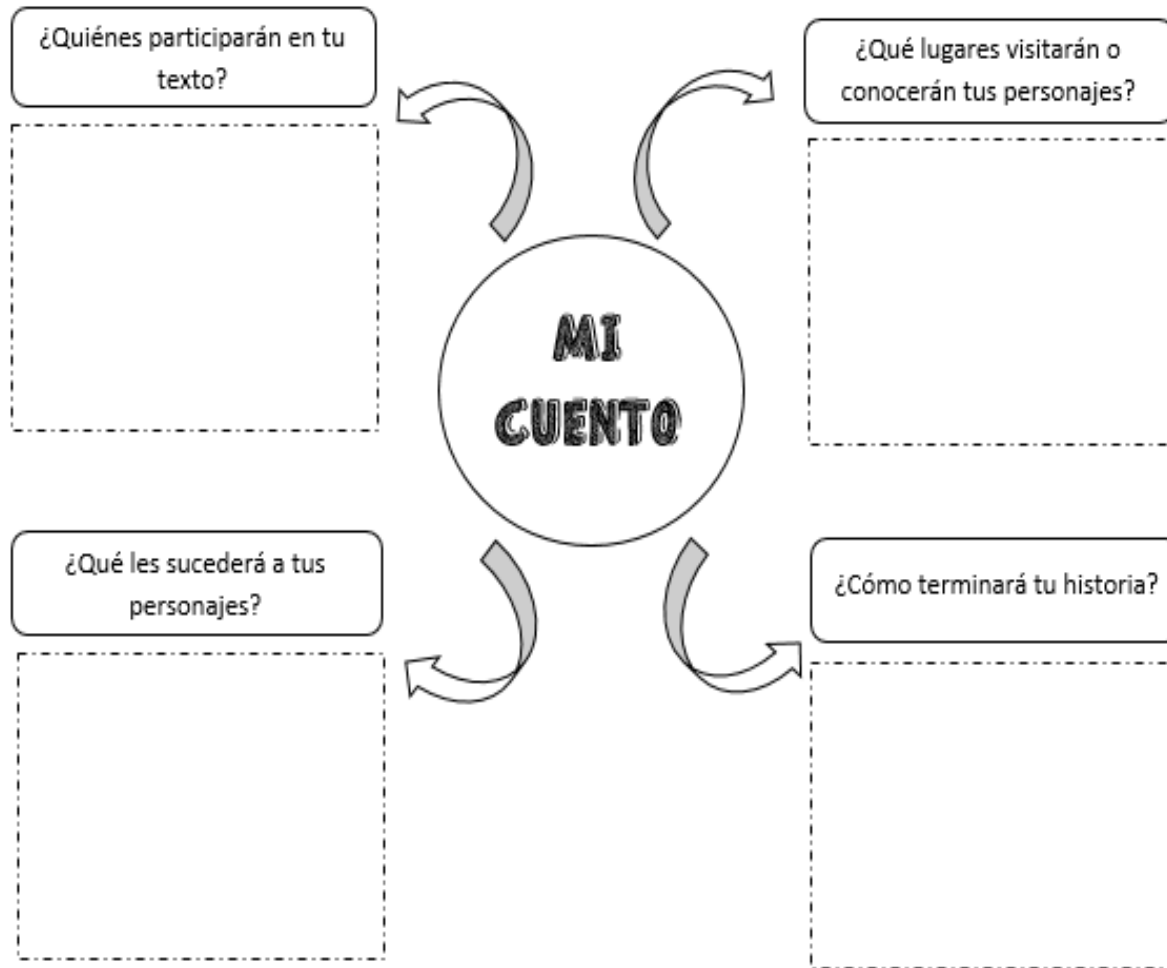 ¿Quiénes participarán en tu
texto?
¿Qué lugares visitarán o
conocerán tus personajes?
MI
CUENTO
¿Qué les sucederá a tus
personajes?
¿Cómo terminará tu historia?